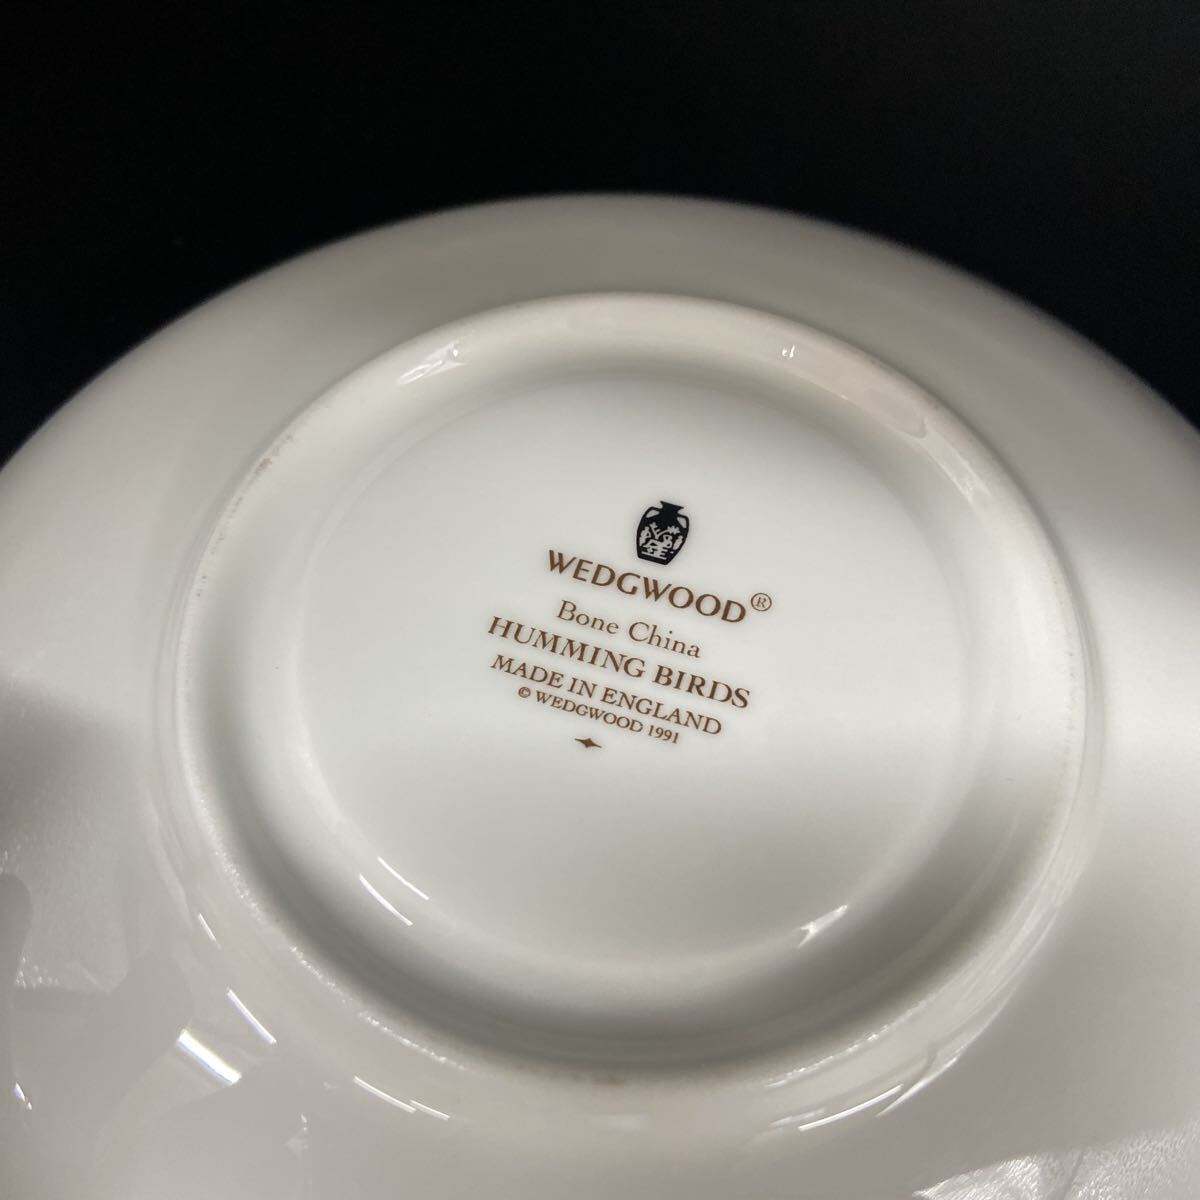 WEDGWOOD®
Bone China
HUMMING BIRDS
MADE IN ENGLAND
© WEDGWOOD 1991